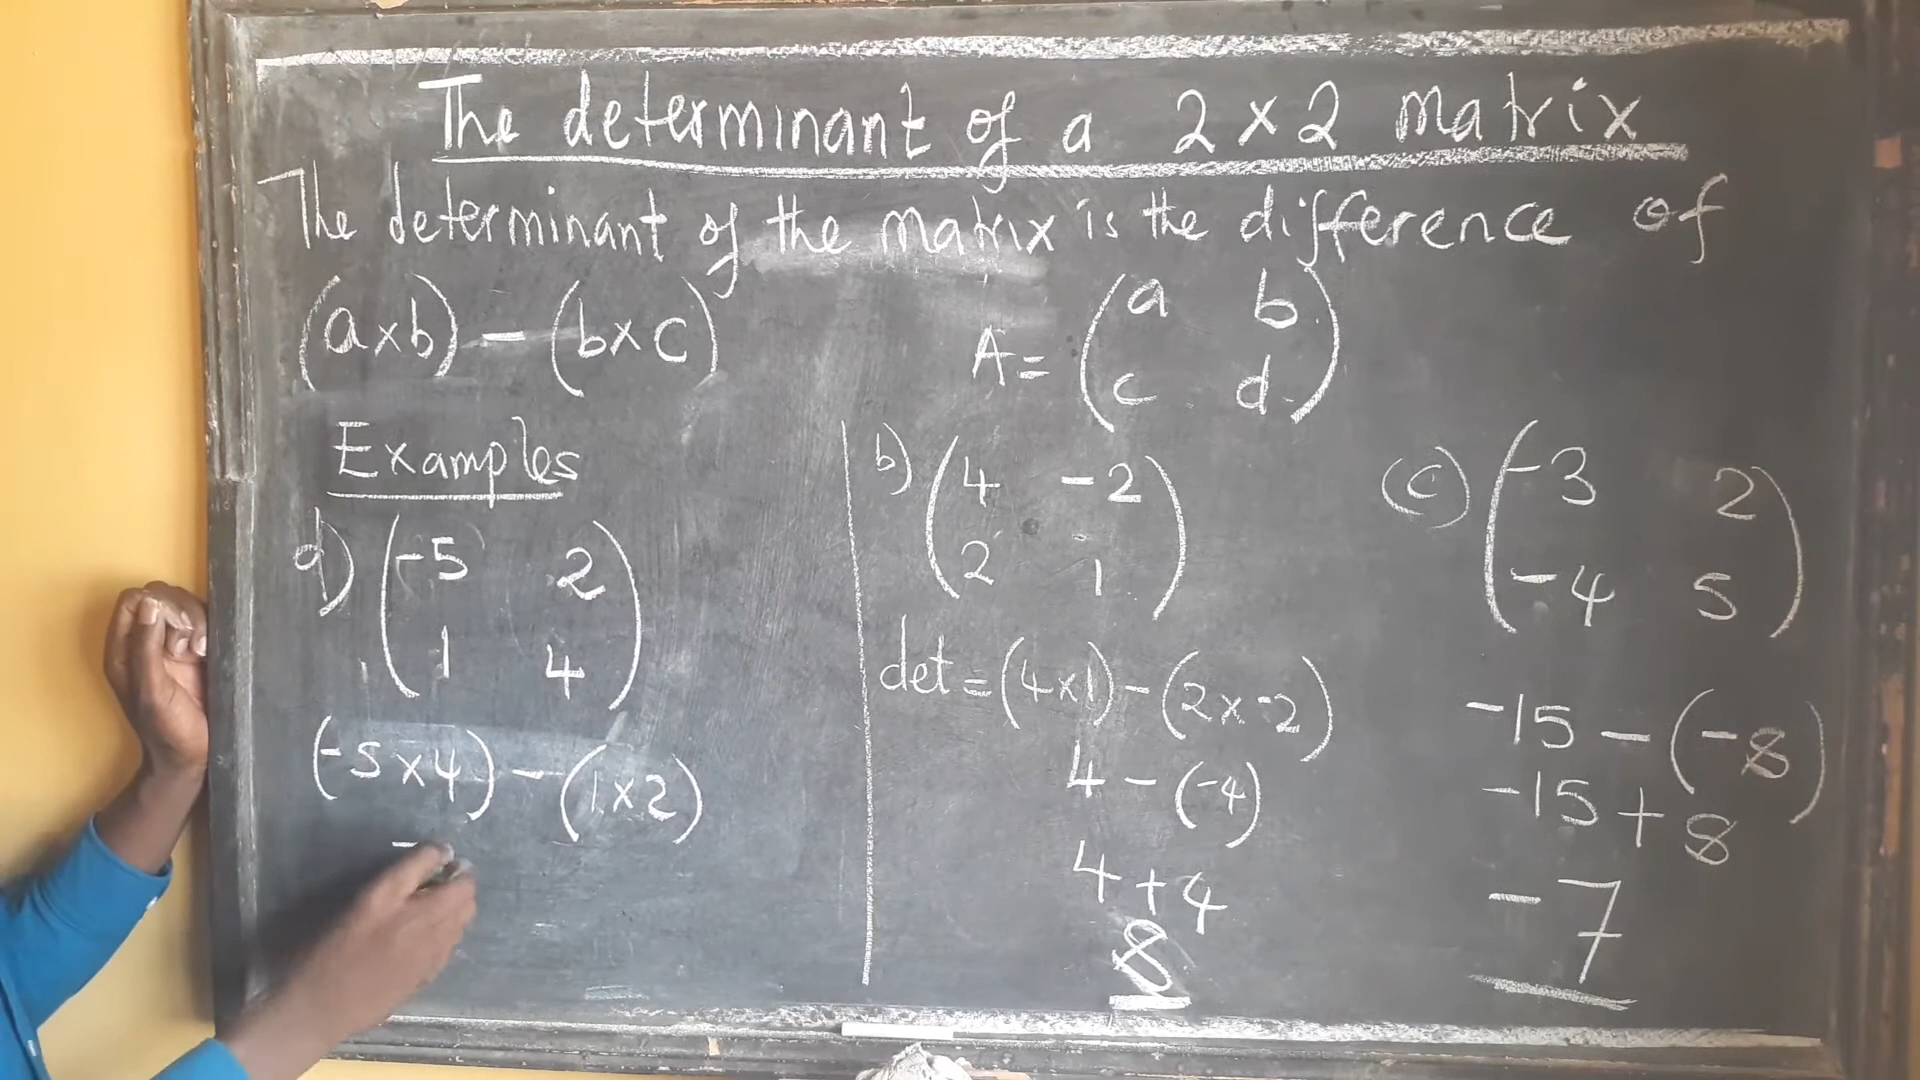 The determinant of a 2 × 2 matrix
The determinant of the matrix is the difference of
(a×b) - (b×c)
A = (a b
c d)
Examples
a) (-5 2
1 4)
(-5×4) - (1×2)
-
b) (4 -2
2 1)
det = (4×1) - (2×-2)
4 - (-4)
4 + 4
8
(c) (-3 2
-4 5)
-15 - (-8)
-15 + 8
-7